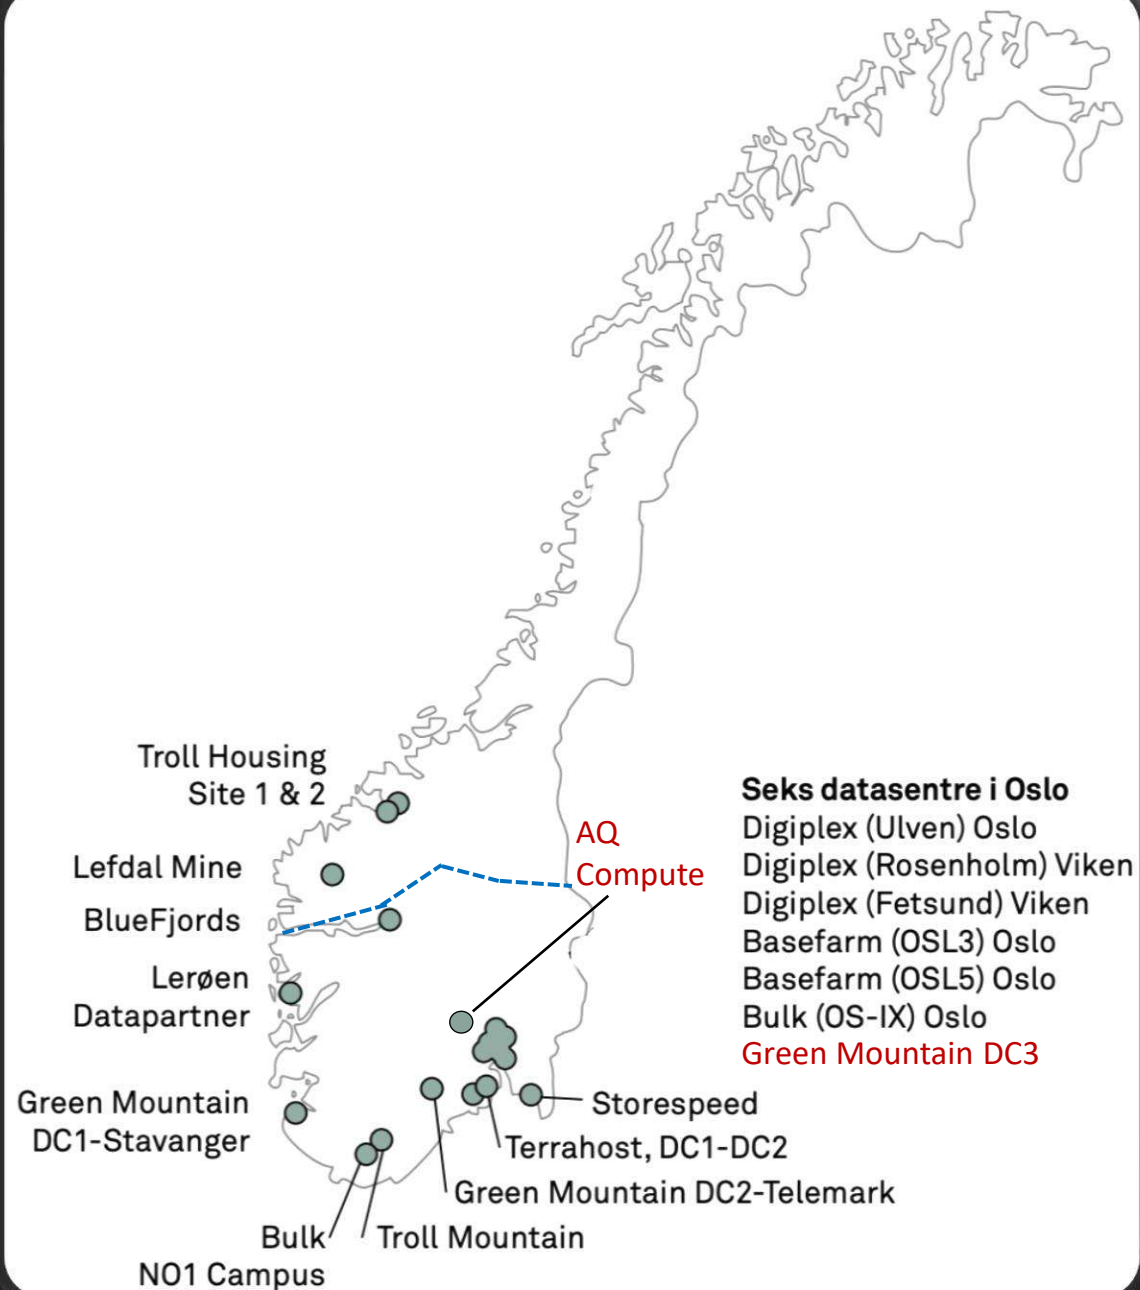 Troll Housing
Site 1 & 2
Lefdal Mine
BlueFjords
Lerøen
Datapartner
Green Mountain
DC1-Stavanger
Bulk
NO1 Campus
Troll Mountain
Green Mountain DC2-Telemark
Terrahost, DC1-DC2
Storespeed
AQ
Compute
Seks datasentre i Oslo
Digiplex (Ulven) Oslo
Digiplex (Rosenholm) Viken
Digiplex (Fetsund) Viken
Basefarm (OSL3) Oslo
Basefarm (OSL5) Oslo
Bulk (OS-IX) Oslo
Green Mountain DC3